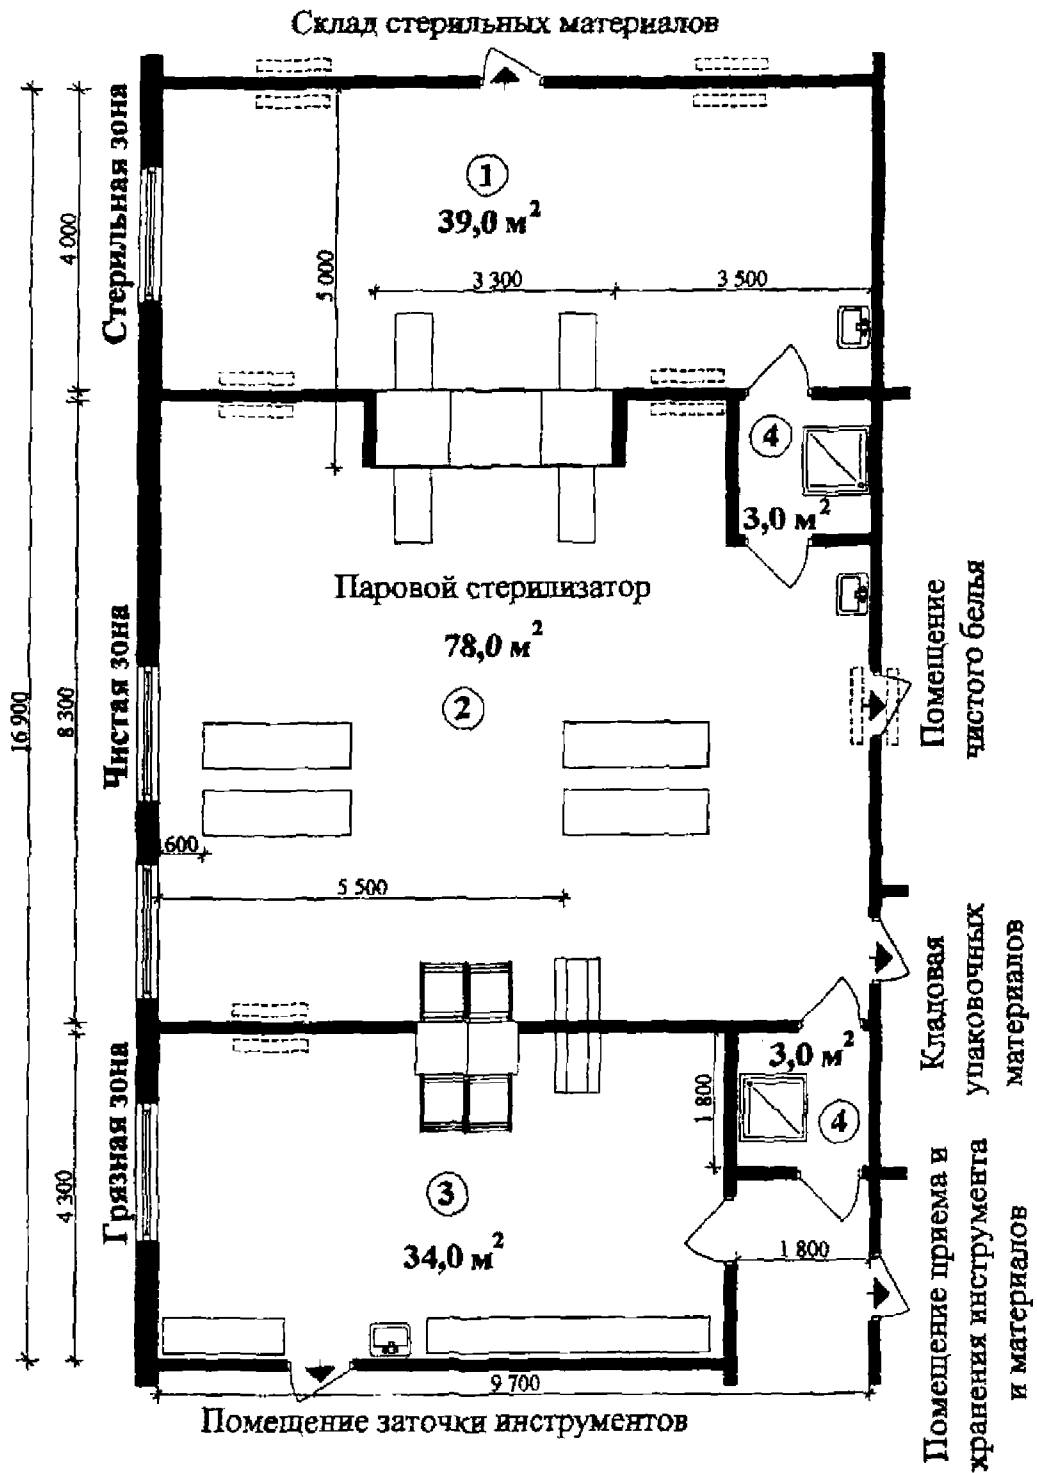 Склад стерильных материалов
Стерильная зона
4 000
1
39,0 м²
5 000
3 300
3 500
4
3,0 м²
Паровой стерилизатор
78,0 м²
2
Чистая зона
16 900
8 300
Помещение
чистого белья
600
5 500
Кладовая
упаковочных
материалов
3,0 м²
4
1 800
Грязная зона
4 300
3
34,0 м²
1 800
Помещение приема и
хранения инструмента
и материалов
9 700
Помещение заточки инструментов